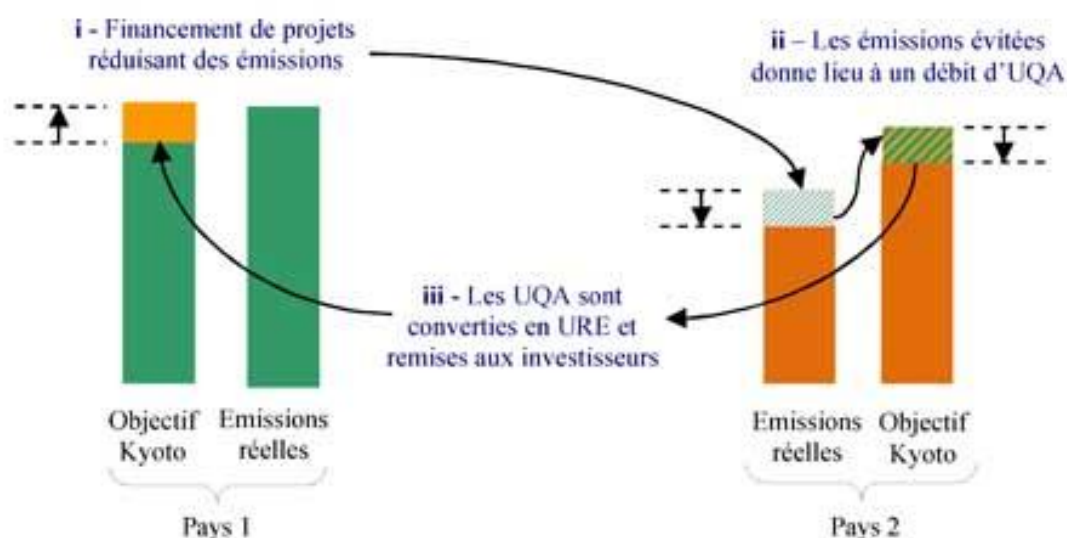 i - Financement de projets
réduisant des émissions
ii – Les émissions évitées
donne lieu à un débit d'UQA
iii - Les UQA sont
converties en URE et
remises aux investisseurs
Objectif
Kyoto
Emissions
réelles
Pays 1
Emissions
réelles
Objectif
Kyoto
Pays 2